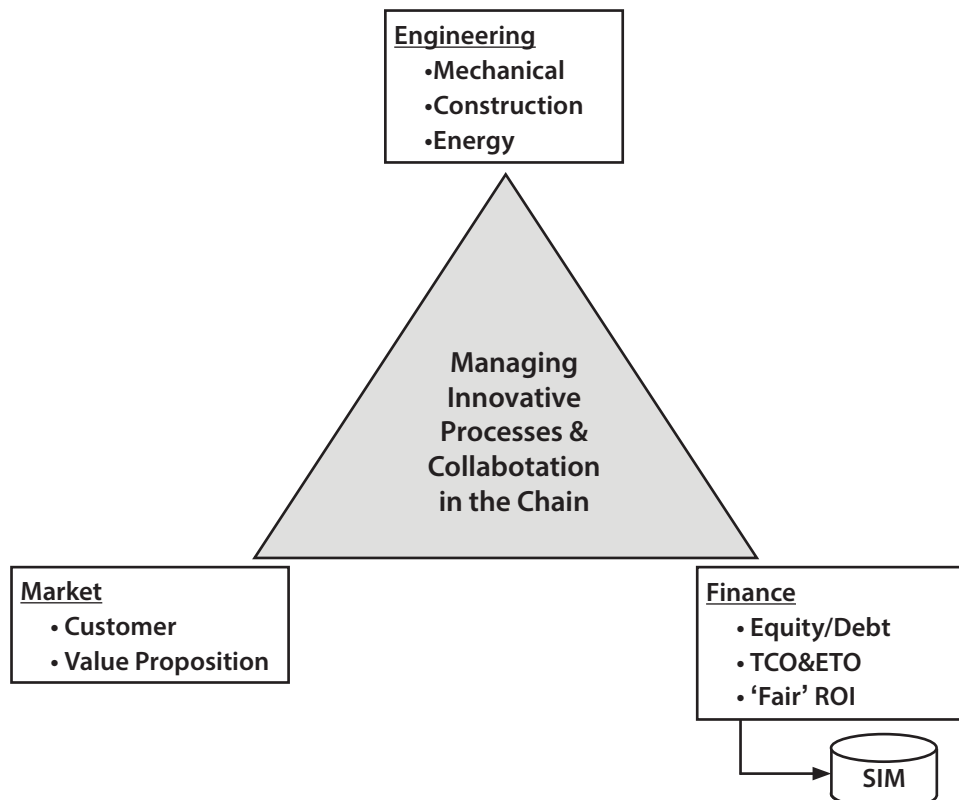 Engineering
•Mechanical
•Construction
•Energy
Managing
Innovative
Processes &
Collabotation
in the Chain
Market
• Customer
• Value Proposition
Finance
• Equity/Debt
• TCO&ETO
• ‘Fair’ ROI
SIM